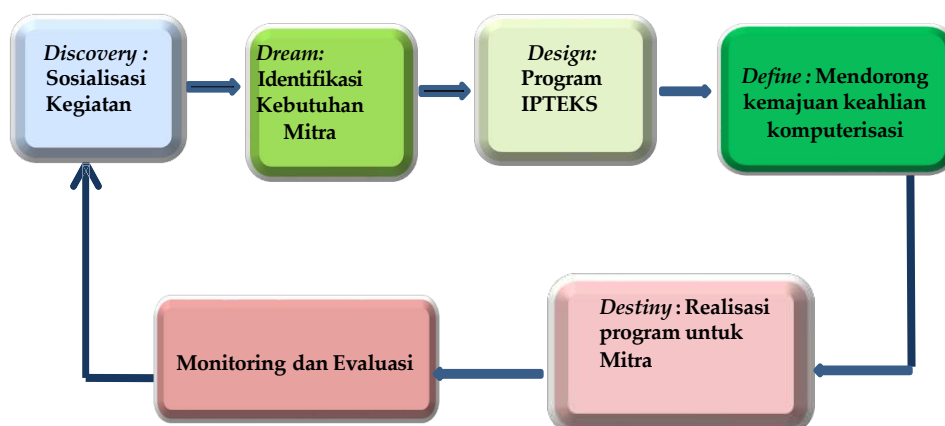 Discovery :
Sosialisasi
Kegiatan
Dream:
Identifikasi
Kebutuhan
Mitra
Design:
Program
IPTEKS
Define : Mendorong
kemajuan keahlian
komputerisasi
Destiny : Realisasi
program untuk
Mitra
Monitoring dan Evaluasi